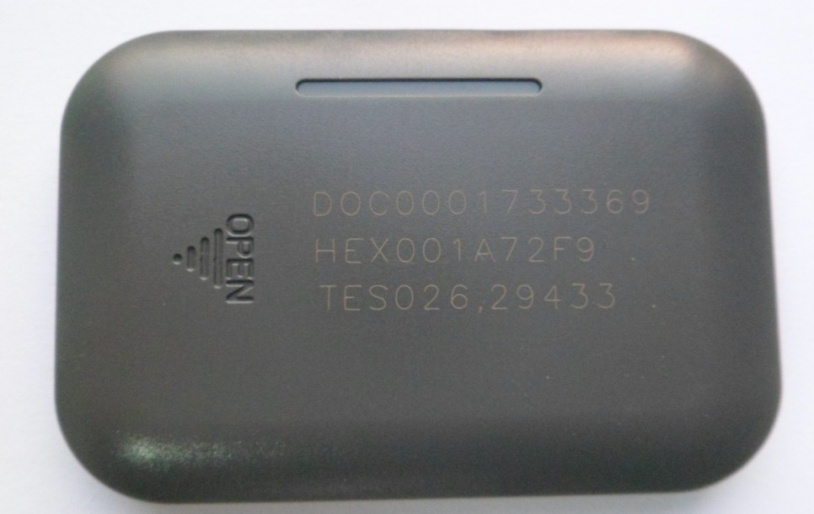 OPEN
DOC0001733369
HEX001A72F9
TES026,29433